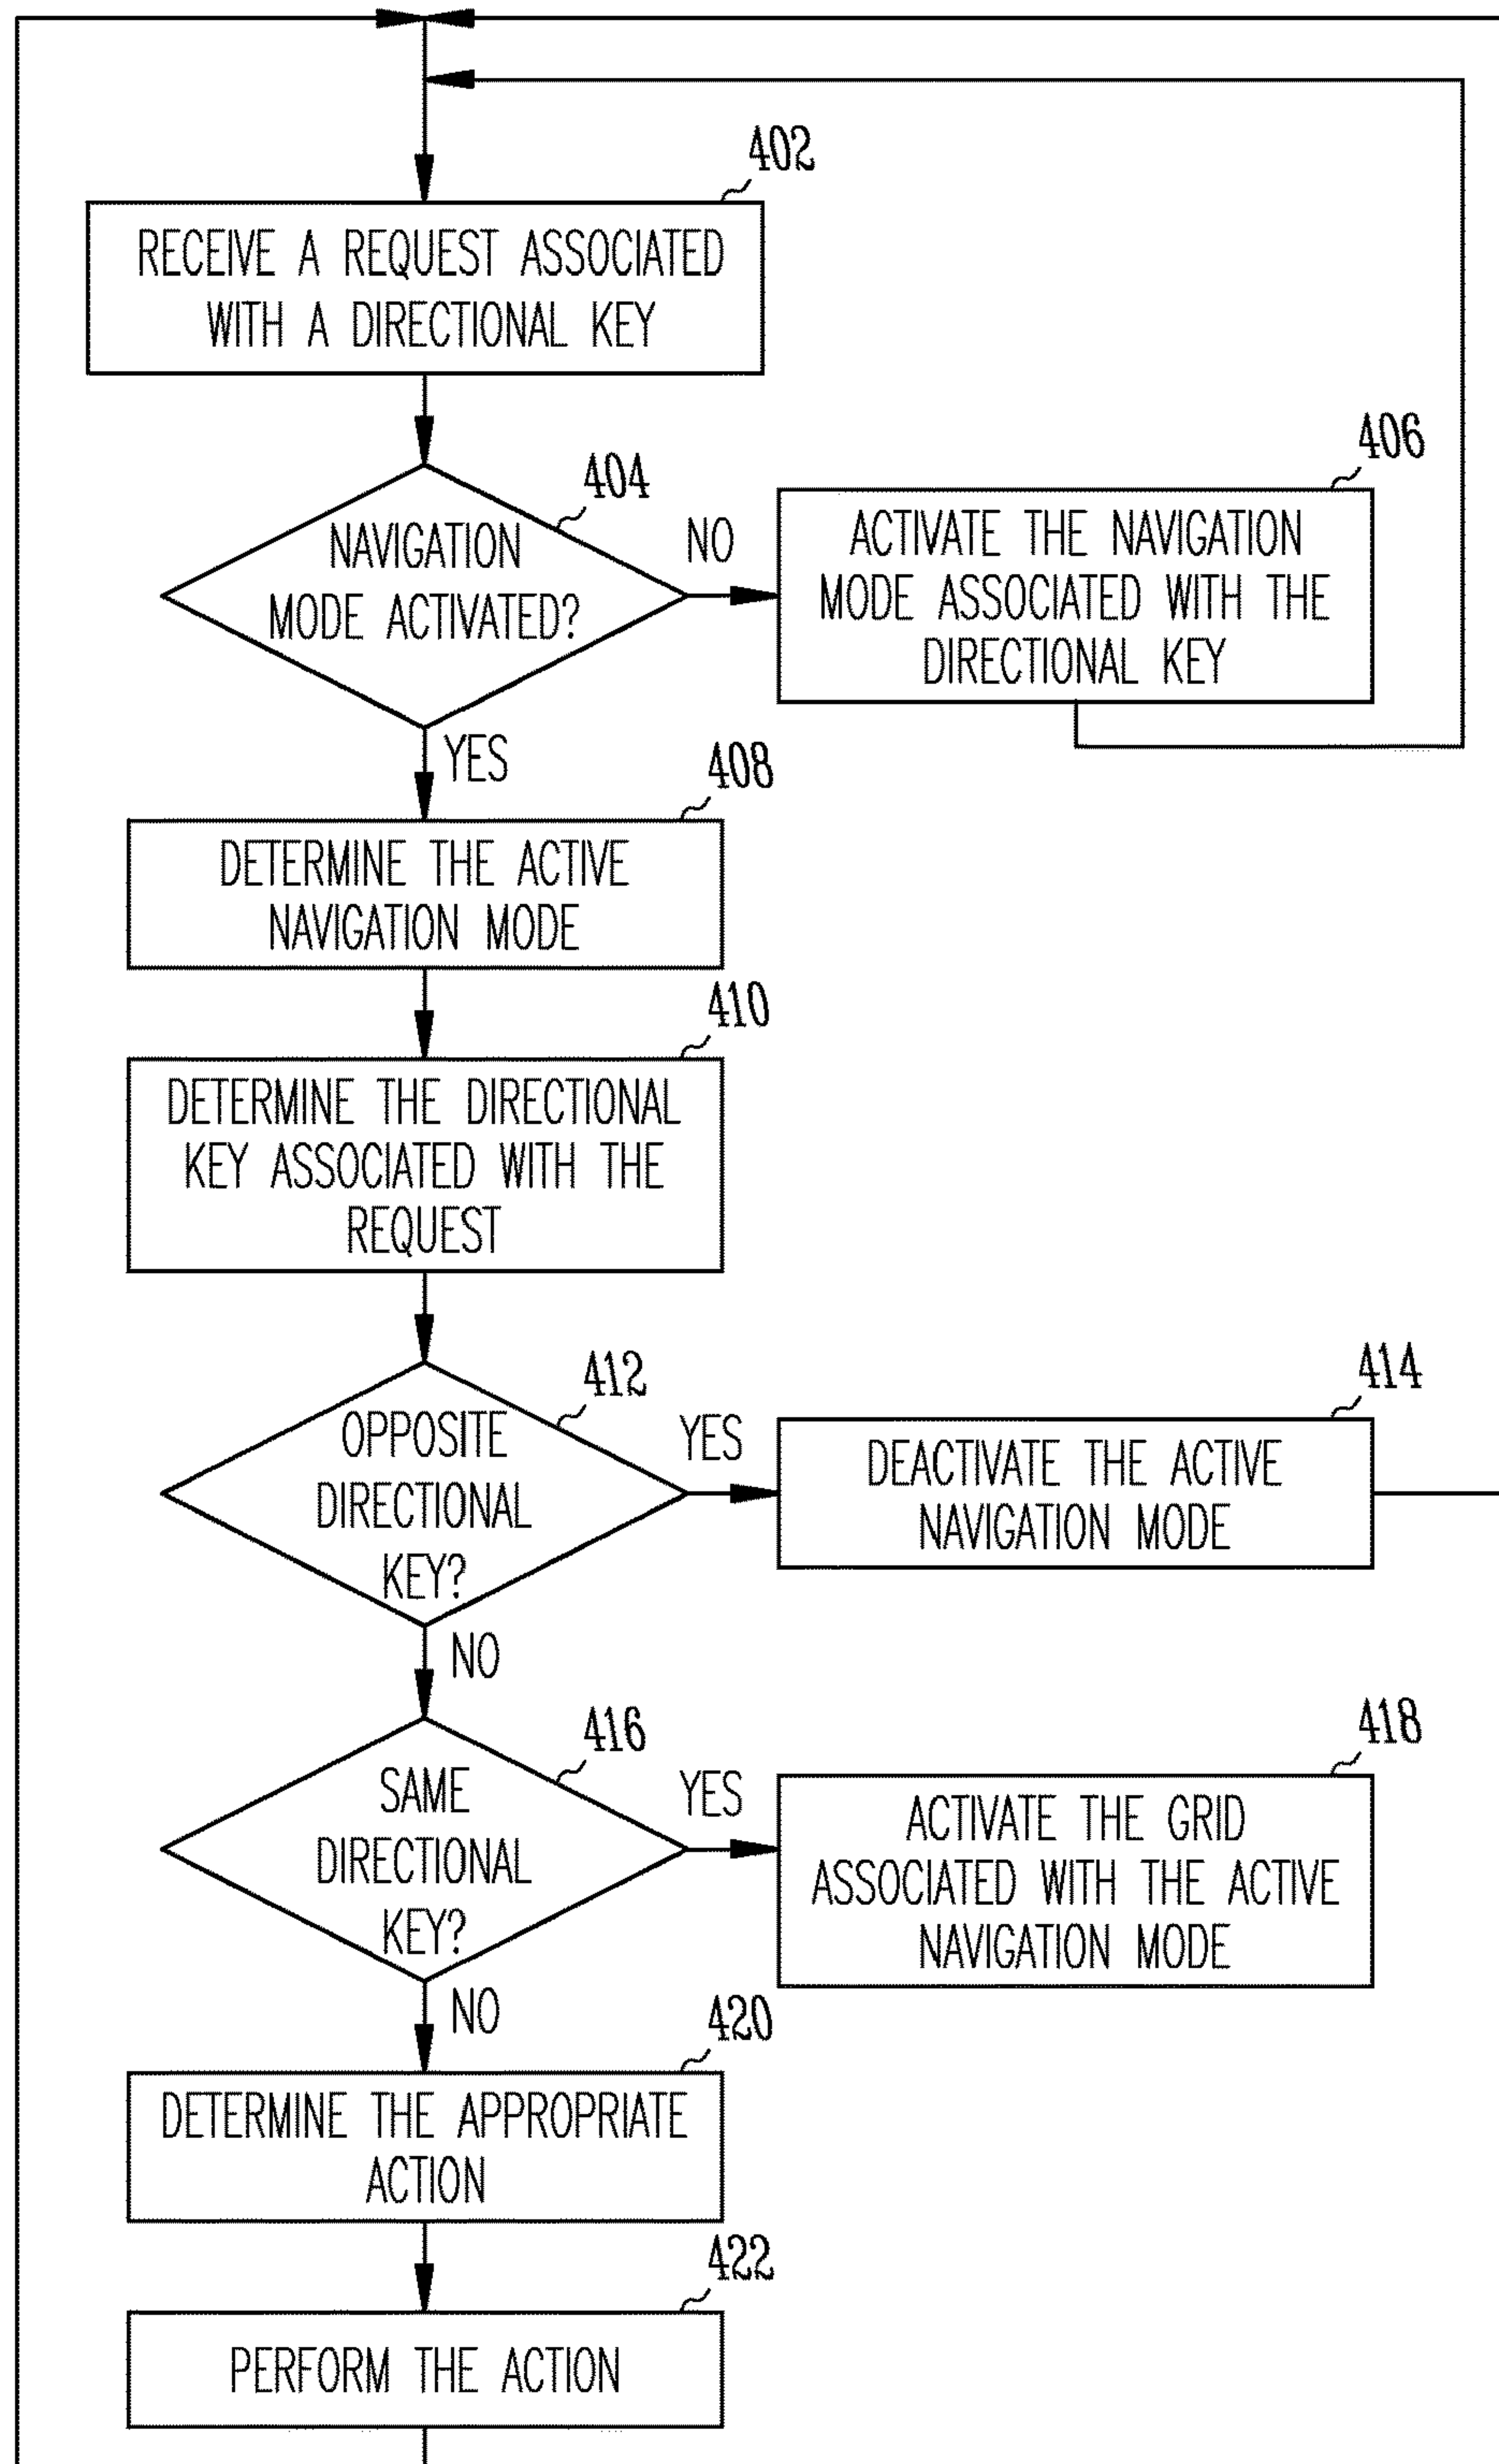 402
RECEIVE A REQUEST ASSOCIATED
WITH A DIRECTIONAL KEY
404
NAVIGATION
MODE ACTIVATED?
NO
406
ACTIVATE THE NAVIGATION
MODE ASSOCIATED WITH THE
DIRECTIONAL KEY
YES
408
DETERMINE THE ACTIVE
NAVIGATION MODE
410
DETERMINE THE DIRECTIONAL
KEY ASSOCIATED WITH THE
REQUEST
412
OPPOSITE
DIRECTIONAL
KEY?
YES
414
DEACTIVATE THE ACTIVE
NAVIGATION MODE
NO
416
SAME
DIRECTIONAL
KEY?
YES
418
ACTIVATE THE GRID
ASSOCIATED WITH THE ACTIVE
NAVIGATION MODE
NO
420
DETERMINE THE APPROPRIATE
ACTION
422
PERFORM THE ACTION